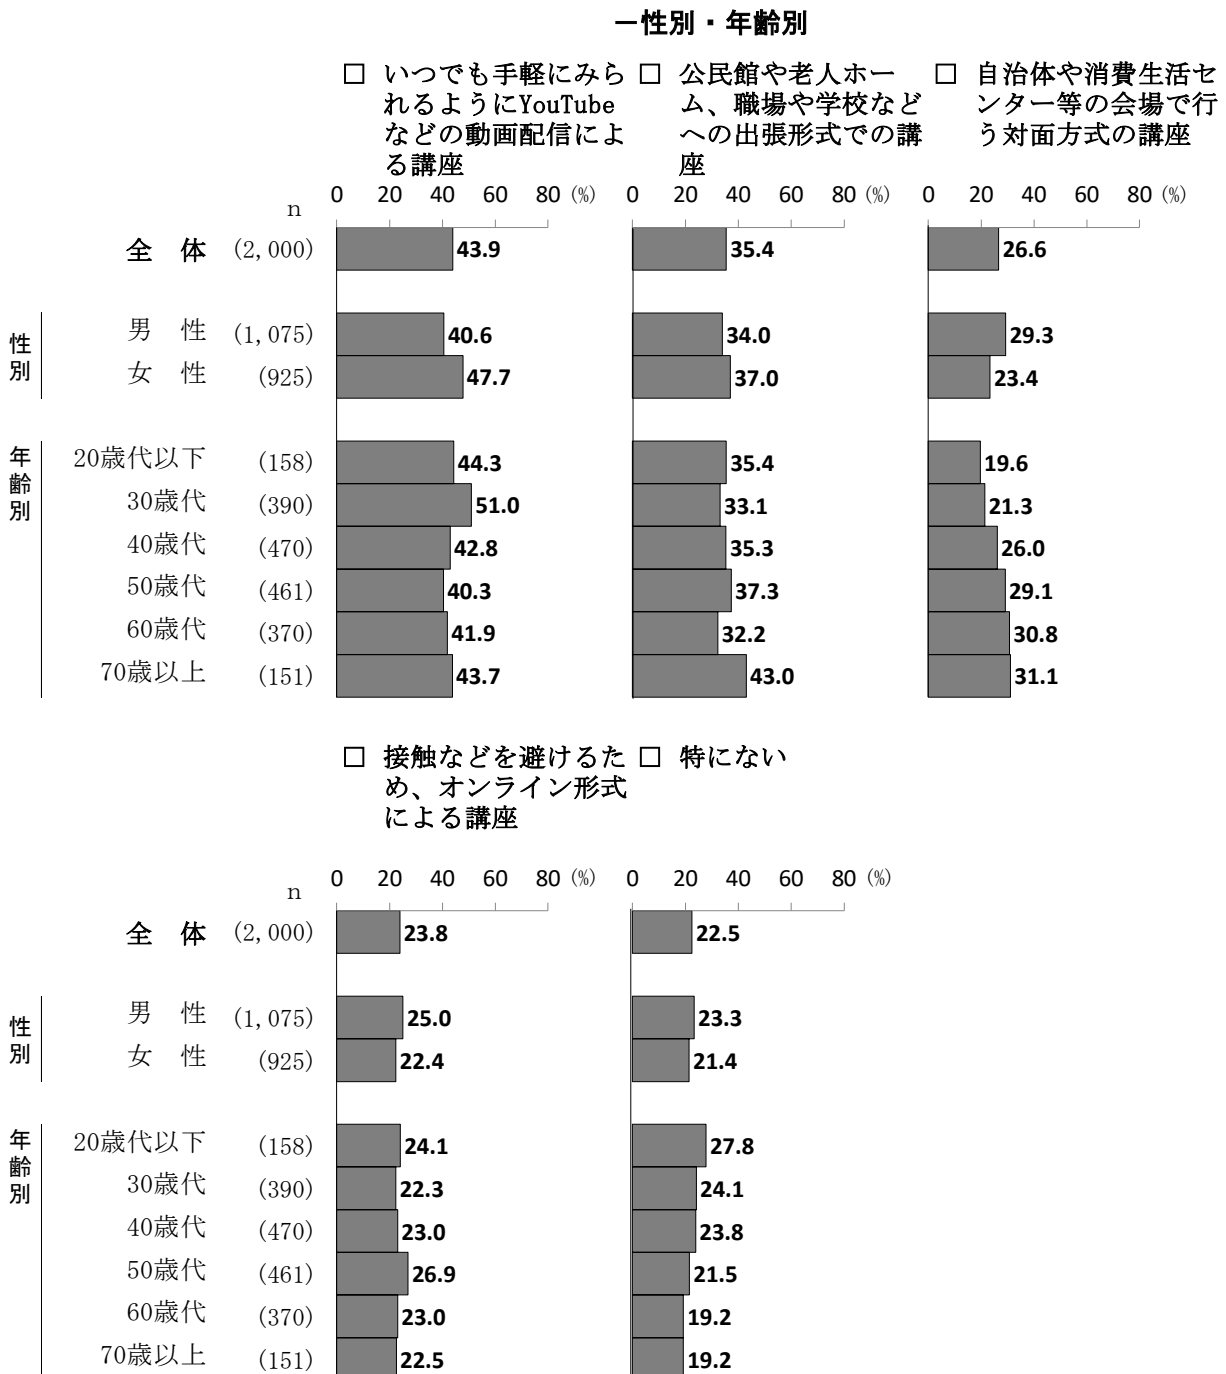 －性別・年齢別
□ いつでも手軽にみら
れるようにYouTube
などの動画配信によ
る講座
□ 公民館や老人ホー
ム、職場や学校など
への出張形式での講
座
□ 自治体や消費生活セ
ンター等の会場で行
う対面方式の講座
n 0 20 40 60 80 (%) 0 20 40 60 80 (%) 0 20 40 60 80 (%)
全 体 (2,000) 43.9 35.4 26.6
性別
男 性 (1,075) 40.6 34.0 29.3
女 性 (925) 47.7 37.0 23.4
年齢別
20歳代以下 (158) 44.3 35.4 19.6
30歳代 (390) 51.0 33.1 21.3
40歳代 (470) 42.8 35.3 26.0
50歳代 (461) 40.3 37.3 29.1
60歳代 (370) 41.9 32.2 30.8
70歳以上 (151) 43.7 43.0 31.1
□ 接触などを避けるた
め、オンライン形式
による講座
□ 特にない
n 0 20 40 60 80 (%) 0 20 40 60 80 (%)
全 体 (2,000) 23.8 22.5
性別
男 性 (1,075) 25.0 23.3
女 性 (925) 22.4 21.4
年齢別
20歳代以下 (158) 24.1 27.8
30歳代 (390) 22.3 24.1
40歳代 (470) 23.0 23.8
50歳代 (461) 26.9 21.5
60歳代 (370) 23.0 19.2
70歳以上 (151) 22.5 19.2